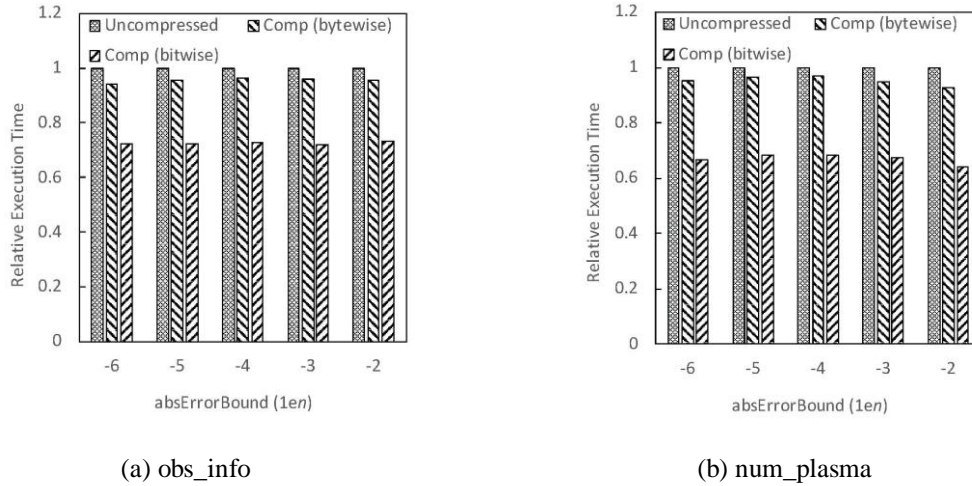 1.2
Uncompressed Comp (bytewise)
Comp (bitwise)
1
0.8
0.6
0.4
0.2
0
Relative Execution Time
-6 -5 -4 -3 -2
absErrorBound (1en)
(a) obs_info
1.2
Uncompressed Comp (bytewise)
Comp (bitwise)
1
0.8
0.6
0.4
0.2
0
Relative Execution Time
-6 -5 -4 -3 -2
absErrorBound (1en)
(b) num_plasma